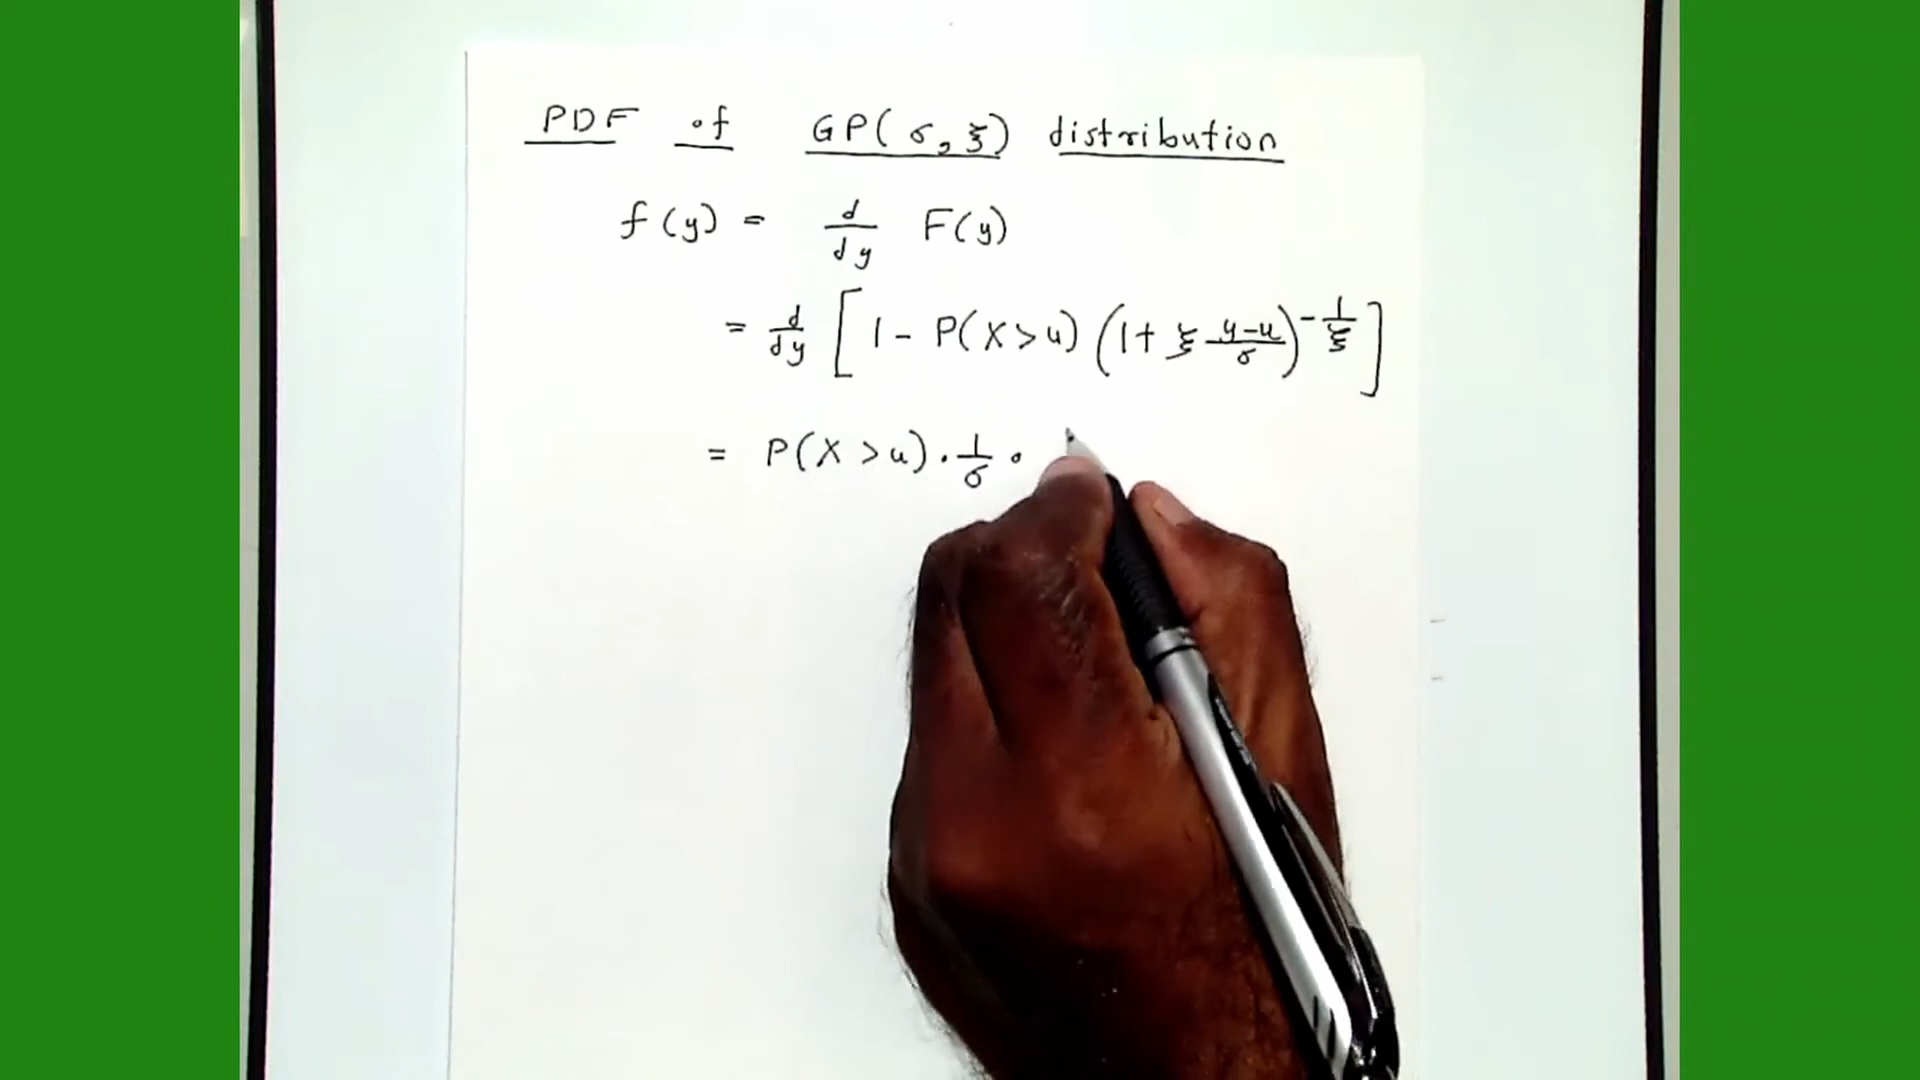 PDF of GP(σ, ξ) distribution
f(y) = d/dy F(y)
= d/dy [1 - P(X > u) (1 + ξ y-u/σ)^-1/ξ]
= P(X > u) · 1/σ ·